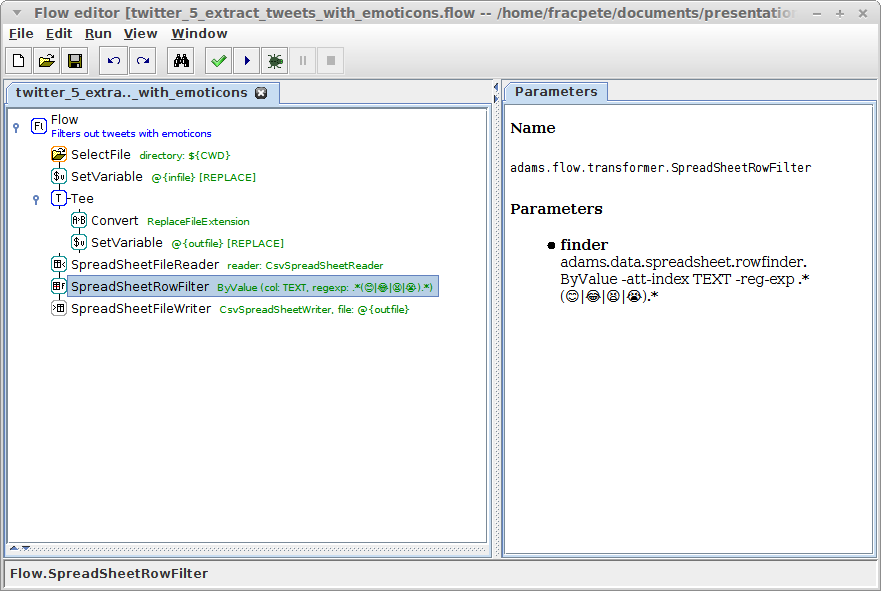 Flow editor [twitter_5_extract_tweets_with_emoticons.flow -- /home/fracpete/documents/presentation
File Edit Run View Window
twitter_5_extra.._with_emoticons
Flow
Filters out tweets with emoticons
SelectFile directory: ${CWD}
SetVariable @{infile} [REPLACE]
Tee
Convert ReplaceFileExtension
SetVariable @{outfile} [REPLACE]
SpreadSheetFileReader reader: CsvSpreadSheetReader
SpreadSheetRowFilter ByValue (col: TEXT, regexp: .*(😊|😂|😫|😭).*)
SpreadSheetFileWriter CsvSpreadSheetWriter, file: @{outfile}
Parameters
Name
adams.flow.transformer.SpreadSheetRowFilter
Parameters
finder
adams.data.spreadsheet.rowfinder.
ByValue -att-index TEXT -reg-exp .*
(😊|😂|😫|😭).*
Flow.SpreadSheetRowFilter